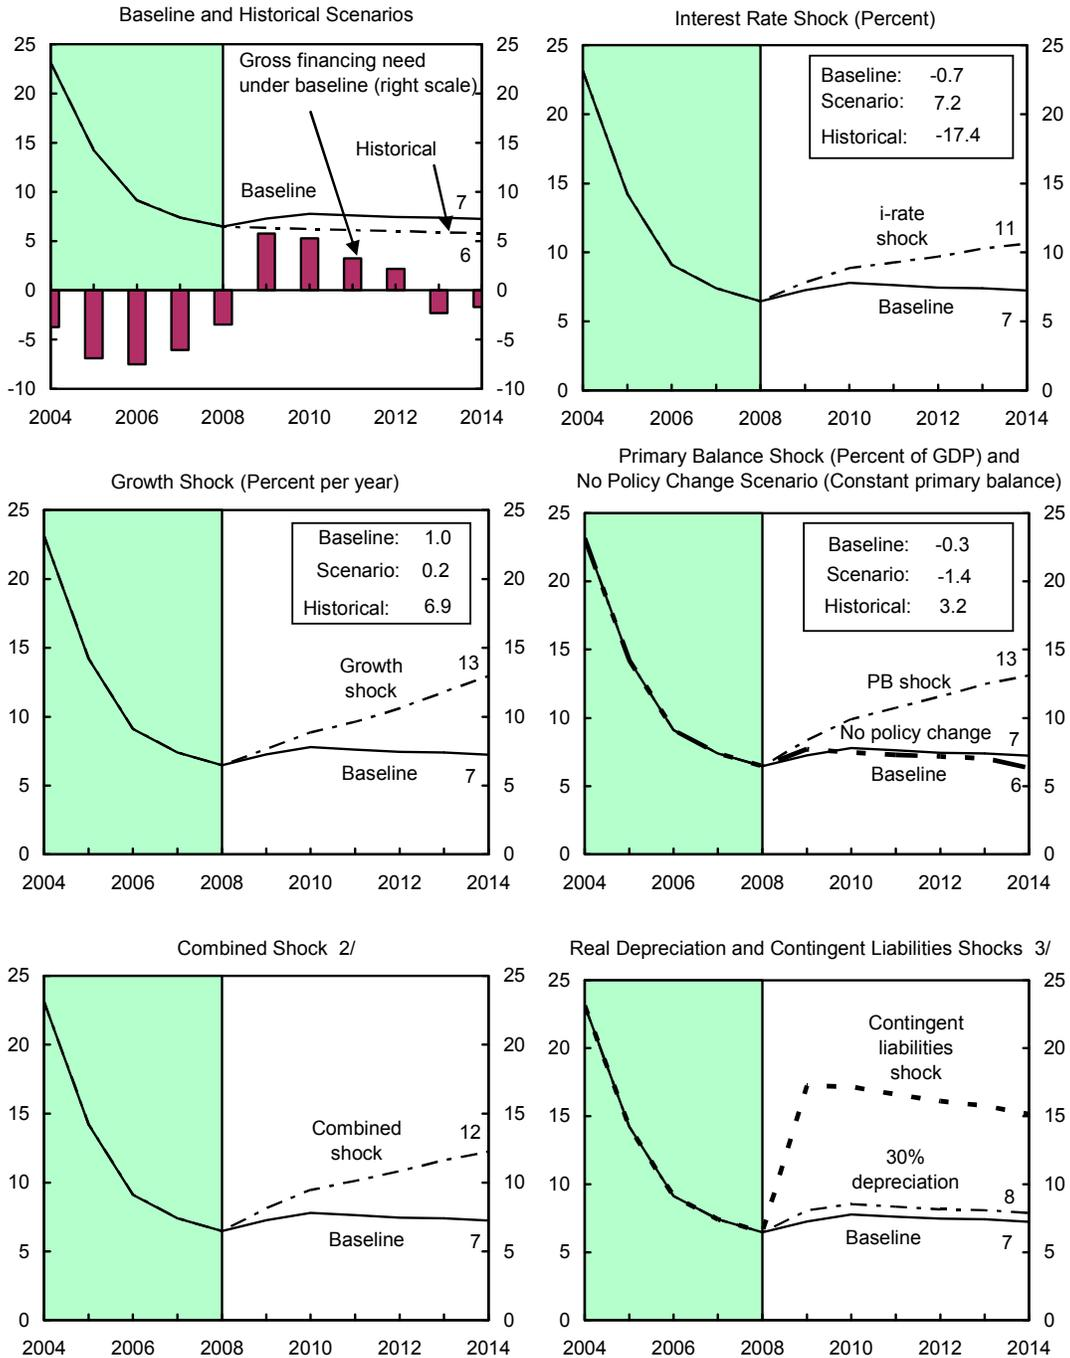 Baseline and Historical Scenarios
25
20
15
10
5
0
-5
-10
25
20
15
10
5
0
-5
-10
Gross financing need
under baseline (right scale)
Historical
Baseline
7
6
2004 2006 2008 2010 2012 2014
Interest Rate Shock (Percent)
25
20
15
10
5
0
25
20
15
10
5
0
Baseline: -0.7
Scenario: 7.2
Historical: -17.4
i-rate
shock
11
Baseline
7
2004 2006 2008 2010 2012 2014
Growth Shock (Percent per year)
25
20
15
10
5
0
25
20
15
10
5
0
Baseline: 1.0
Scenario: 0.2
Historical: 6.9
Growth
shock
13
Baseline
7
2004 2006 2008 2010 2012 2014
Primary Balance Shock (Percent of GDP) and
No Policy Change Scenario (Constant primary balance)
25
20
15
10
5
0
25
20
15
10
5
0
Baseline: -0.3
Scenario: -1.4
Historical: 3.2
13
PB shock
No policy change
7
Baseline
6
2004 2006 2008 2010 2012 2014
Combined Shock 2/
25
20
15
10
5
0
25
20
15
10
5
0
Combined
shock
12
Baseline
7
2004 2006 2008 2010 2012 2014
Real Depreciation and Contingent Liabilities Shocks 3/
25
20
15
10
5
0
25
20
15
10
5
0
Contingent
liabilities
shock
30%
depreciation
8
Baseline
7
2004 2006 2008 2010 2012 2014